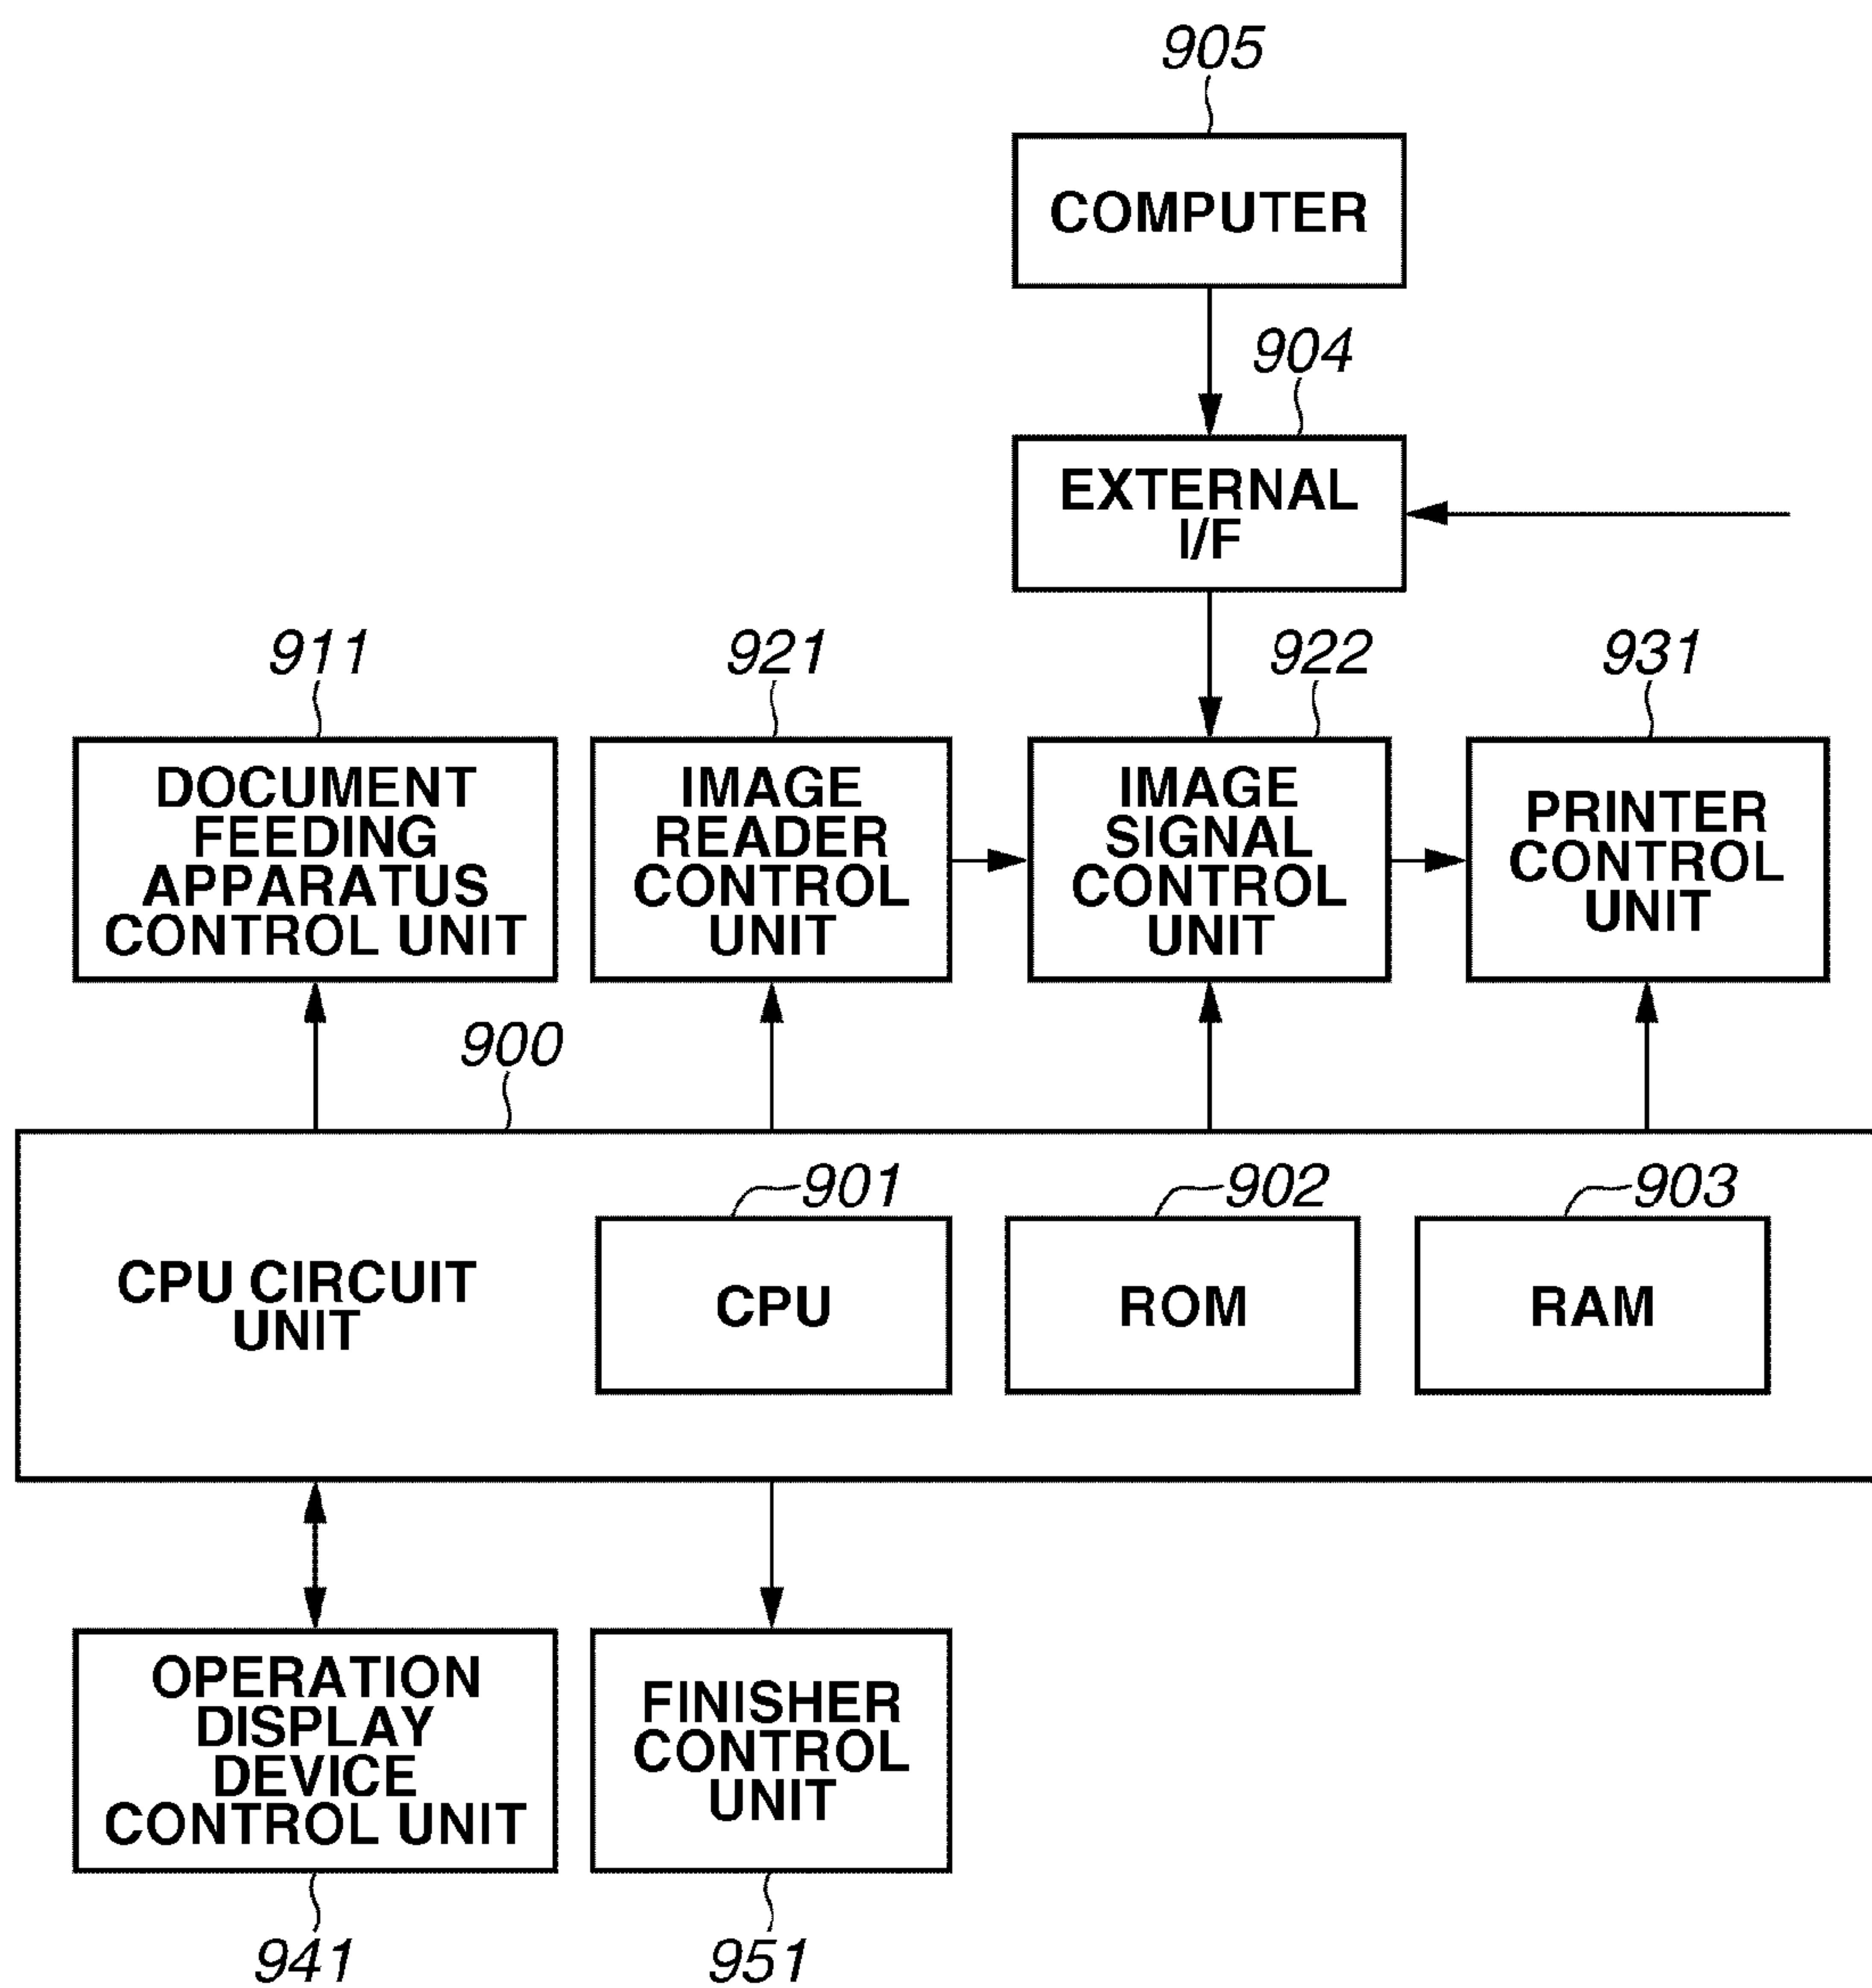 905
COMPUTER
904
EXTERNAL
I/F
911
921
922
931
DOCUMENT
FEEDING
APPARATUS
CONTROL UNIT
IMAGE
READER
CONTROL
UNIT
IMAGE
SIGNAL
CONTROL
UNIT
PRINTER
CONTROL
UNIT
900
901
902
903
CPU CIRCUIT
UNIT
CPU
ROM
RAM
OPERATION
DISPLAY
DEVICE
CONTROL UNIT
FINISHER
CONTROL
UNIT
941
951